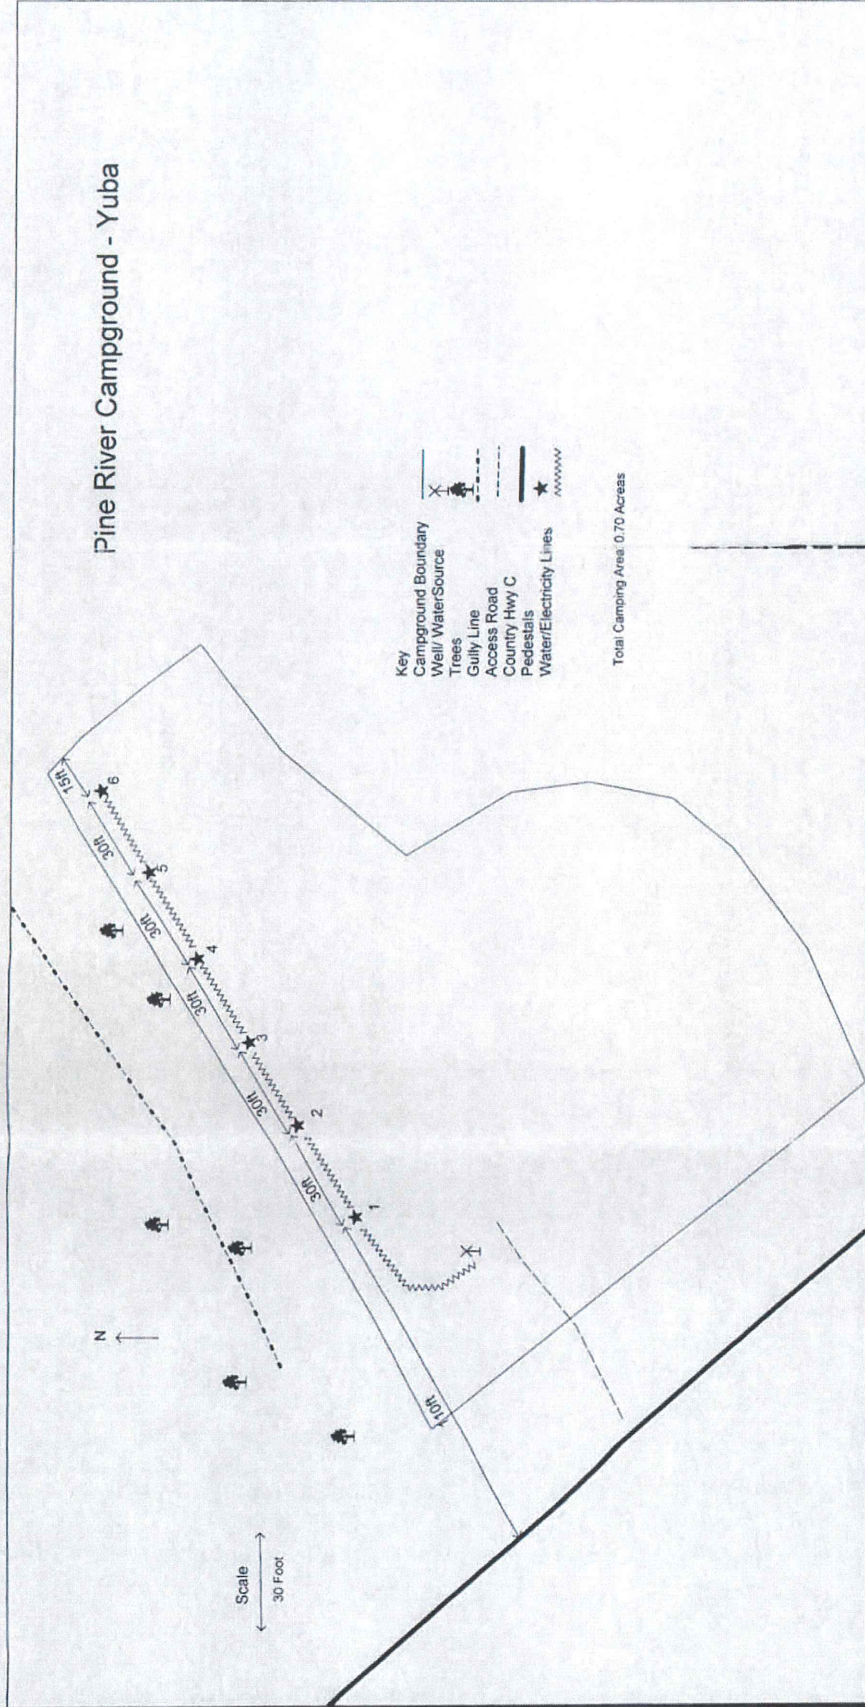 Pine River Campground - Yuba
N
Scale
30 Foot
15ft
30ft
30ft
30ft
30ft
30ft
110ft
6
5
4
3
2
1
Key
Campground Boundary
Well/ WaterSource
Trees
Gully Line
Access Road
Country Hwy C
Pedestals
Water/Electricity Lines
Total Camping Area: 0.70 Acreas